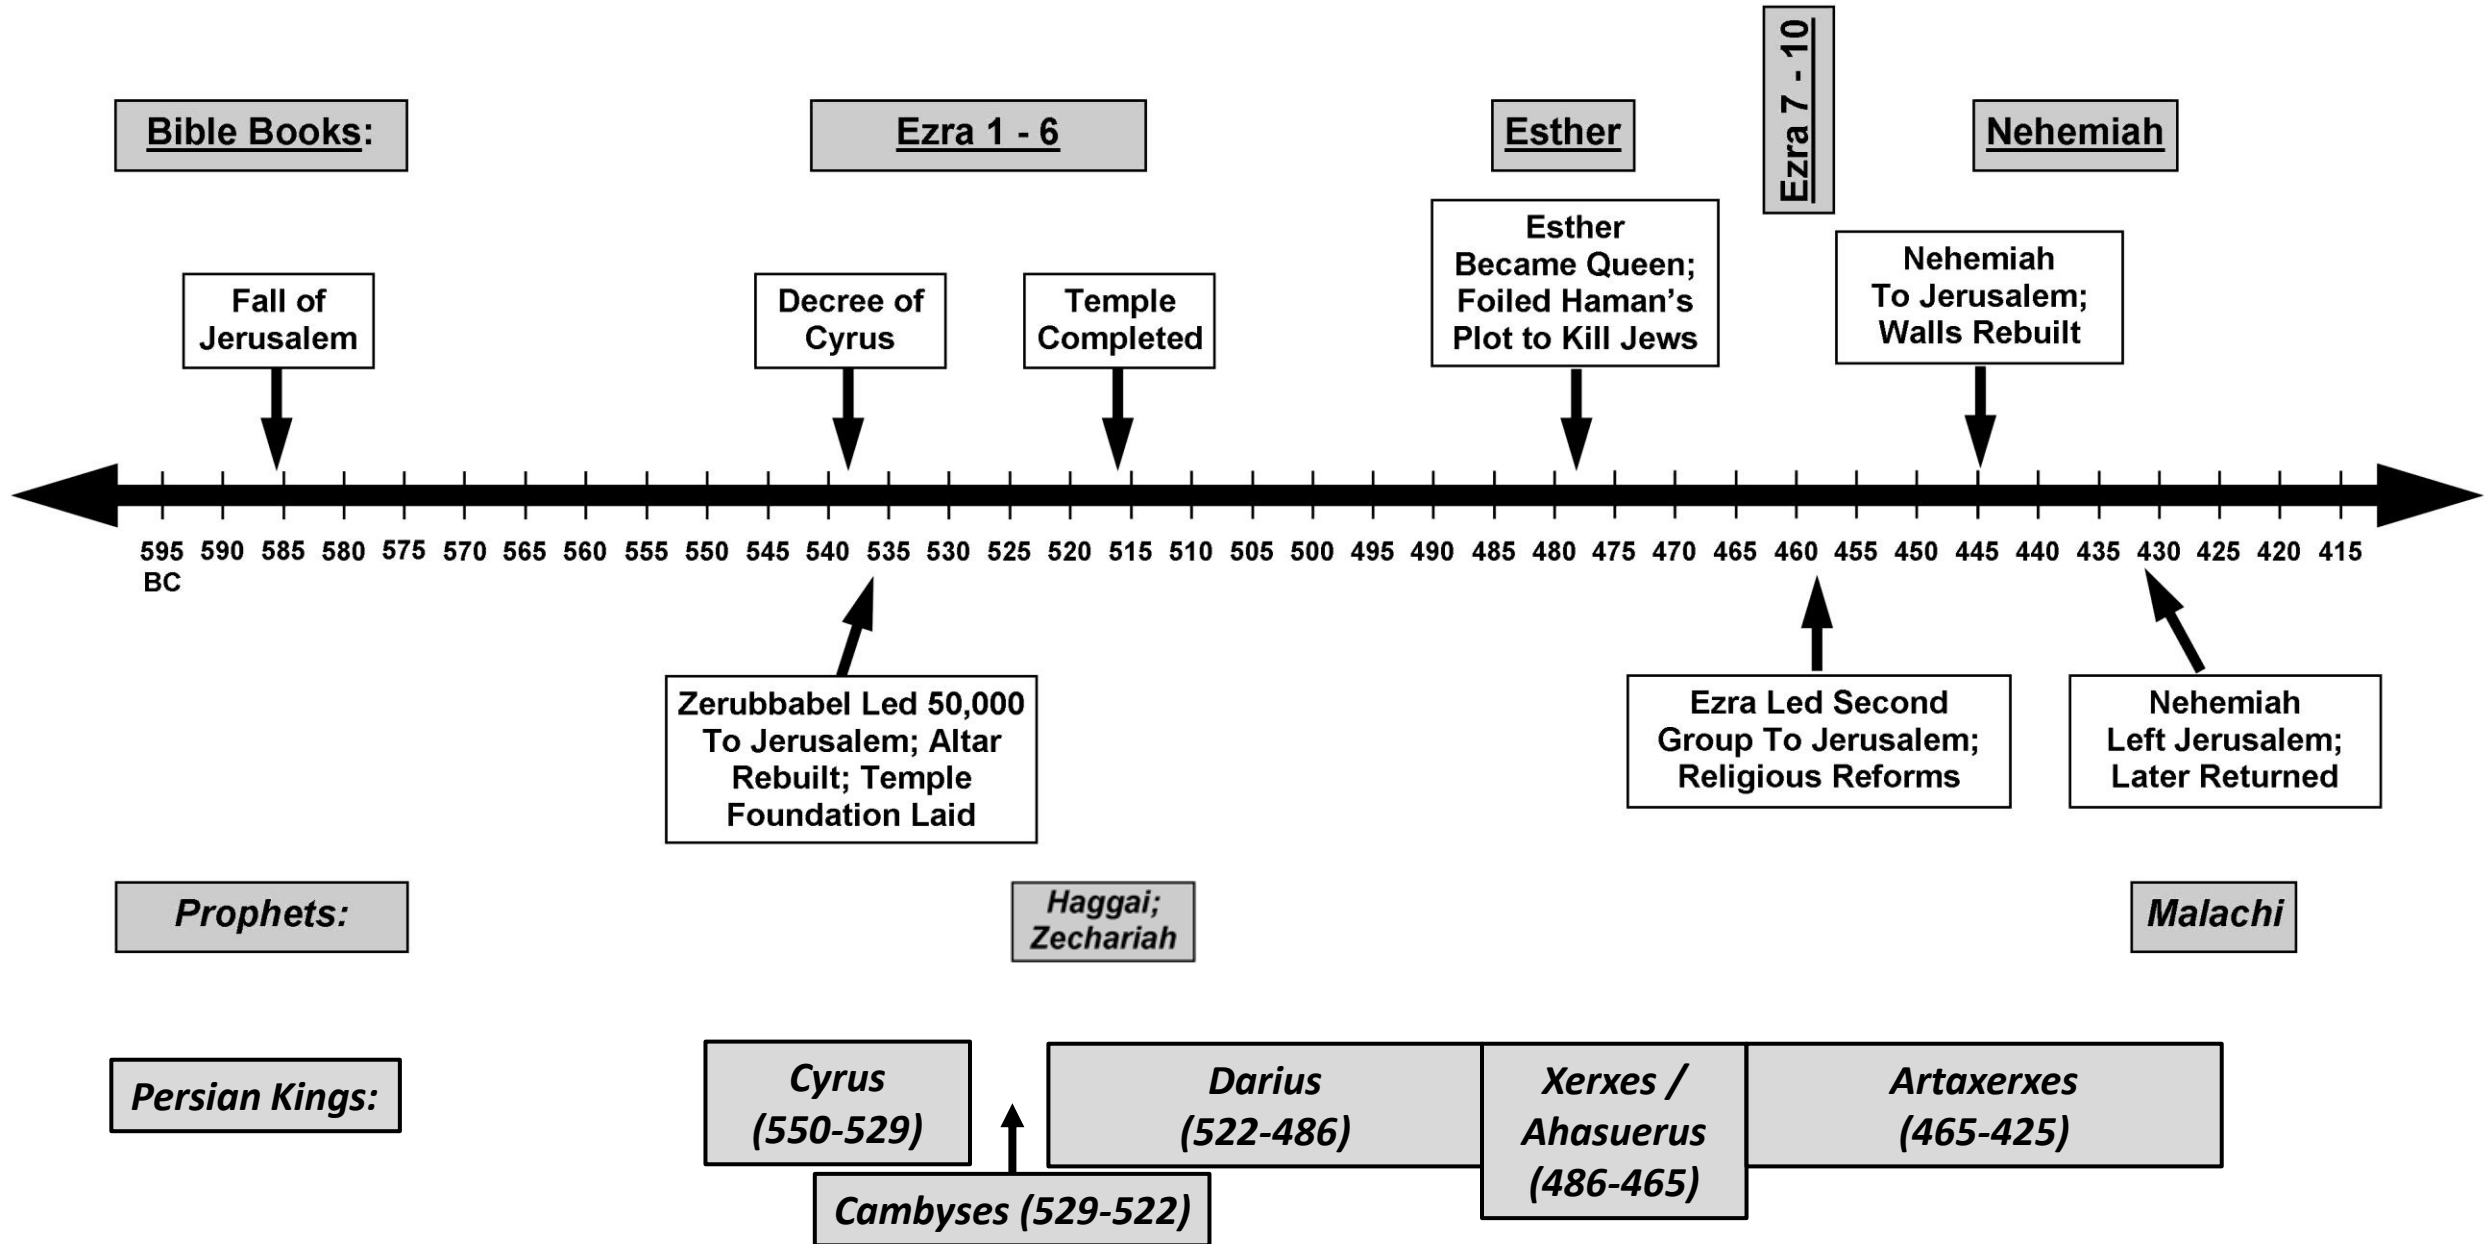 Ezra 7 - 10
Bible Books:
Ezra 1 - 6
Esther
Nehemiah
Fall of
Jerusalem
Decree of
Cyrus
Temple
Completed
Esther
Became Queen;
Foiled Haman’s
Plot to Kill Jews
Nehemiah
To Jerusalem;
Walls Rebuilt
595 590 585 580 575 570 565 560 555 550 545 540 535 530 525 520 515 510 505 500 495 490 485 480 475 470 465 460 455 450 445 440 435 430 425 420 415
BC
Zerubbabel Led 50,000
To Jerusalem; Altar
Rebuilt; Temple
Foundation Laid
Ezra Led Second
Group To Jerusalem;
Religious Reforms
Nehemiah
Left Jerusalem;
Later Returned
Prophets:
Haggai;
Zechariah
Malachi
Persian Kings:
Cyrus
(550-529)
Cambyses (529-522)
Darius
(522-486)
Xerxes /
Ahasuerus
(486-465)
Artaxerxes
(465-425)